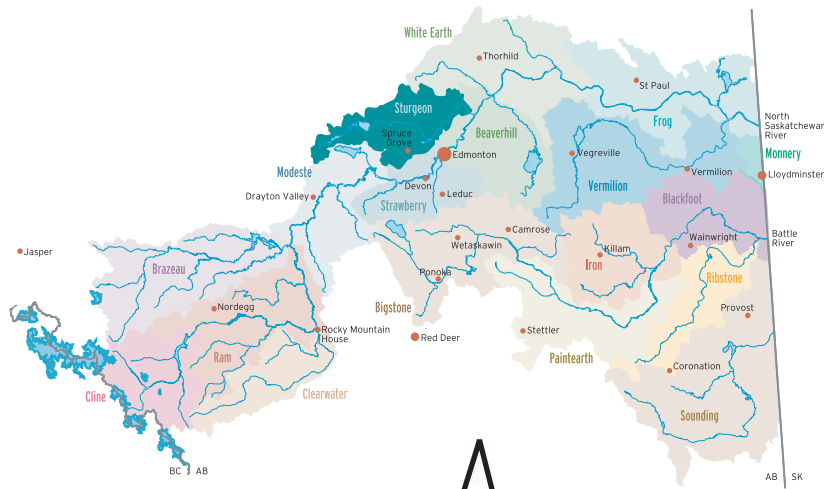 White Earth
Thorhild
St Paul
Sturgeon
North
Saskatchewan
River
Frog
Spruce
Grove
Beaverhill
Edmonton
Vegreville
Monnery
Modeste
Vermilion
Lloydminster
Devon
Vermilion
Drayton Valley
Leduc
Strawberry
Blackfoot
Camrose
Battle
River
Wetaskawin
Killam
Wainwright
Jasper
Brazeau
Iron
Ribstone
Ponoka
Nordegg
Bigstone
Provost
Rocky Mountain
House
Red Deer
Stettler
Ram
Paintearth
Coronation
Cline
Clearwater
Sounding
BC
AB
AB
SK